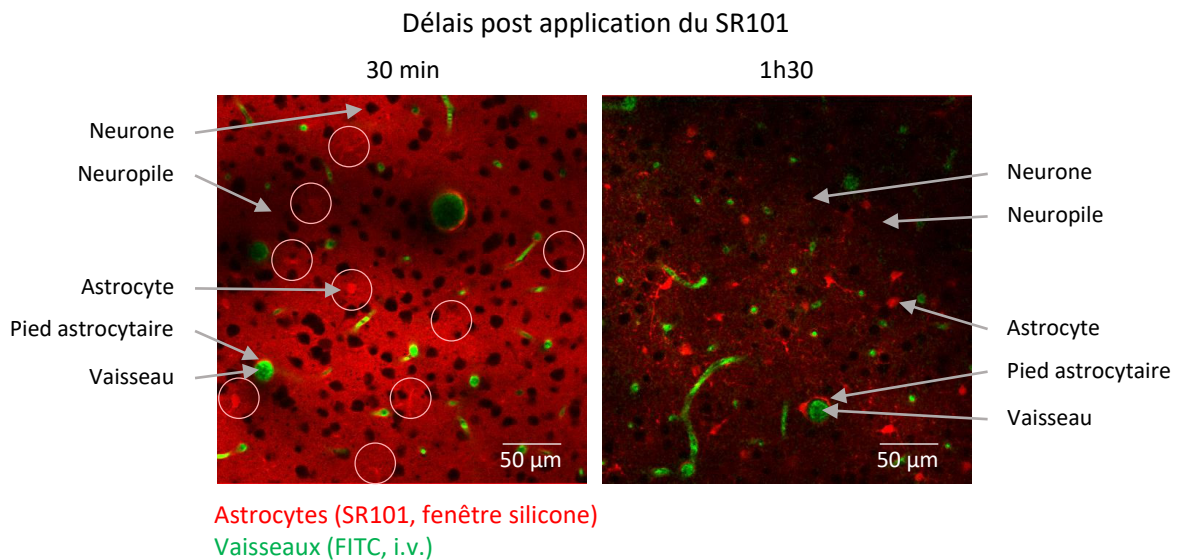 Délais post application du SR101
30 min
1h30
Neurone
Neuropile
Astrocyte
Pied astrocytaire
Vaisseau
50 µm
50 µm
Neurone
Neuropile
Astrocyte
Pied astrocytaire
Vaisseau
Astrocytes (SR101, fenêtre silicone)
Vaisseaux (FITC, i.v.)